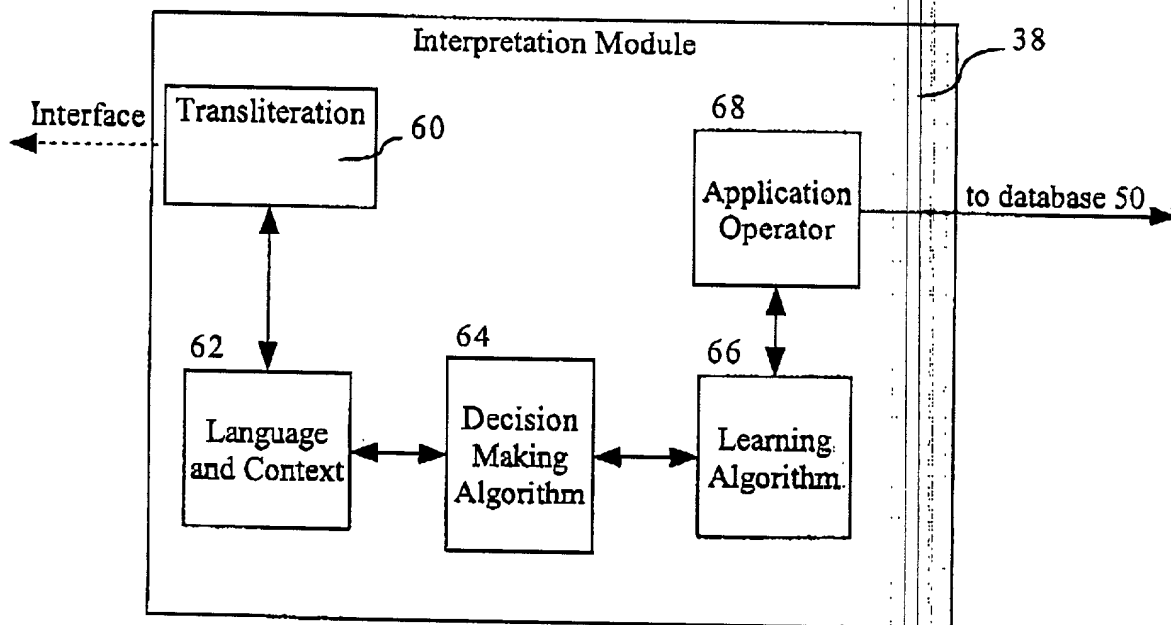 Interpretation Module
38
Interface
Transliteration
60
68
Application
Operator
to database 50
62
Language
and Context
64
Decision
Making
Algorithm
66
Learning
Algorithm